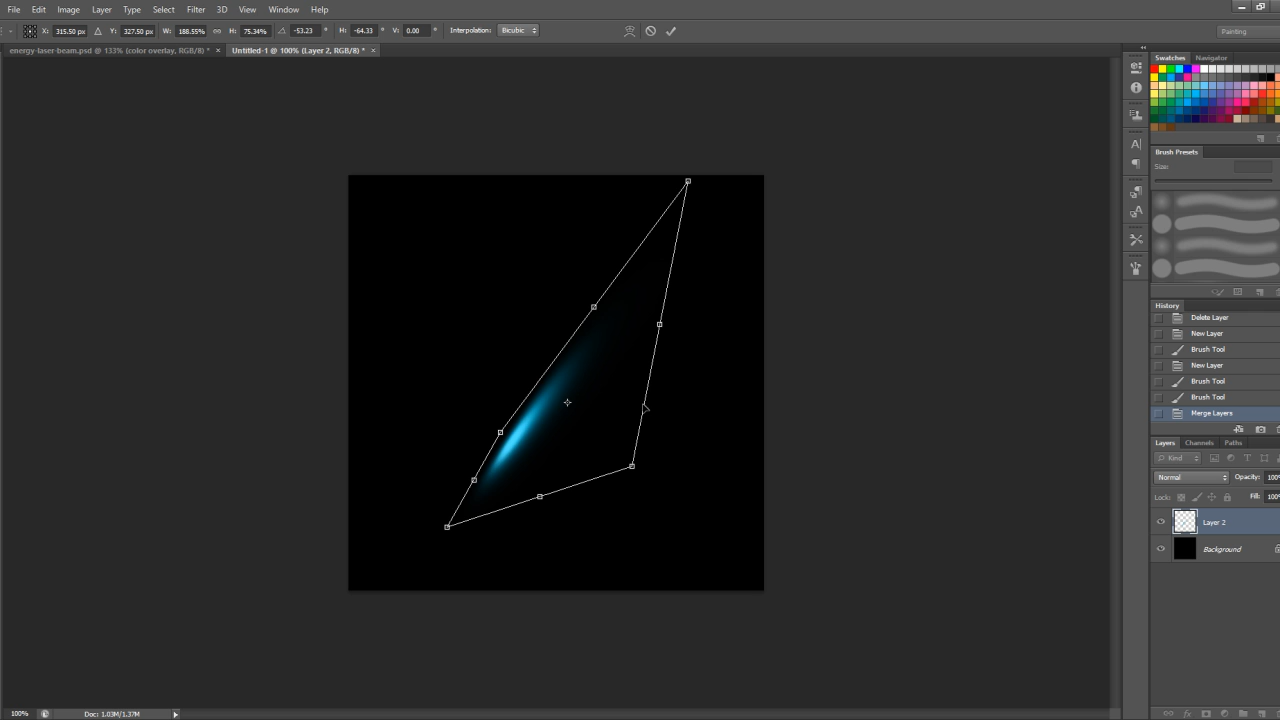 File Edit Image Layer Type Select Filter 3D View Window Help
X: 315.50 px Y: 327.50 px W: 188.55% H: 75.34% -53.23 H: -64.33 V: 0.00 Interpolation: Bicubic Painting
energy-laser-beam.psd @ 133% (color overlay, RGB/8) * × Untitled-1 @ 100% (Layer 2, RGB/8) * ×
Swatches Navigator
Brush Presets
Size:
History
Delete Layer
New Layer
Brush Tool
New Layer
Brush Tool
Brush Tool
Merge Layers
Layers Channels Paths
Kind
Normal Opacity: 100%
Lock: Fill: 100%
Layer 2
Background
100% Doc: 1.03M/1.37M